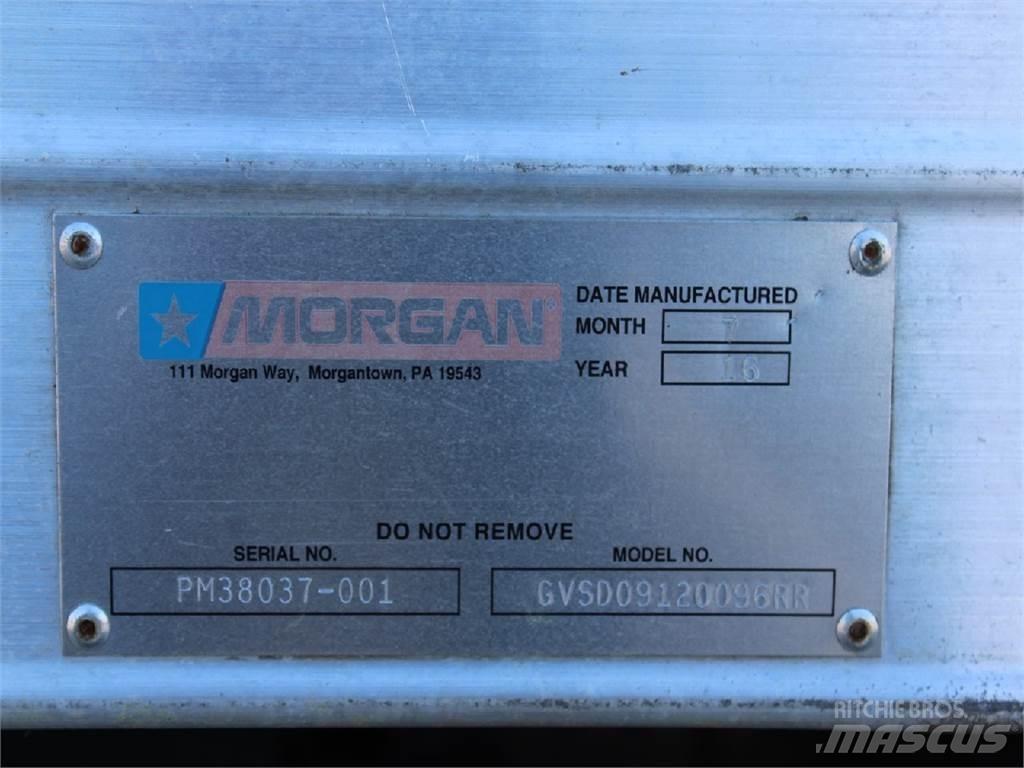 MORGAN®
111 Morgan Way, Morgantown, PA 19543
DATE MANUFACTURED
MONTH 7
YEAR 16
DO NOT REMOVE
SERIAL NO.
PM38037-001
MODEL NO.
GVSD09120096RR
RITCHIE BROS.
MASCUS